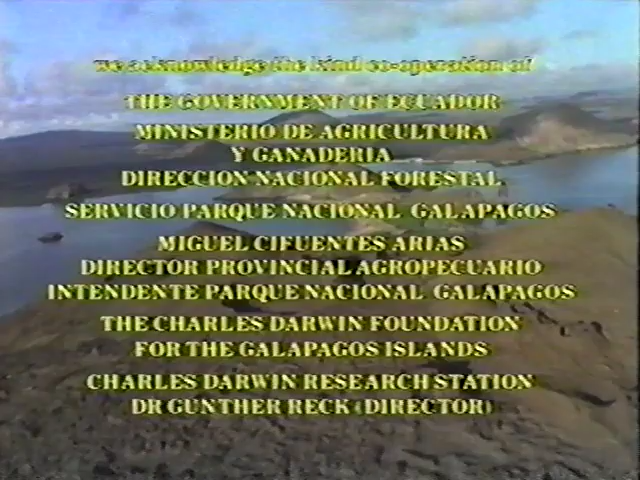 we acknowledge the kind co-operation of
THE GOVERNMENT OF ECUADOR
MINISTERIO DE AGRICULTURA
Y GANADERIA
DIRECCION NACIONAL FORESTAL
SERVICIO PARQUE NACIONAL GALAPAGOS
MIGUEL CIFUENTES ARIAS
DIRECTOR PROVINCIAL AGROPECUARIO
INTENDENTE PARQUE NACIONAL GALAPAGOS
THE CHARLES DARWIN FOUNDATION
FOR THE GALAPAGOS ISLANDS
CHARLES DARWIN RESEARCH STATION
DR GUNTHER RECK (DIRECTOR)